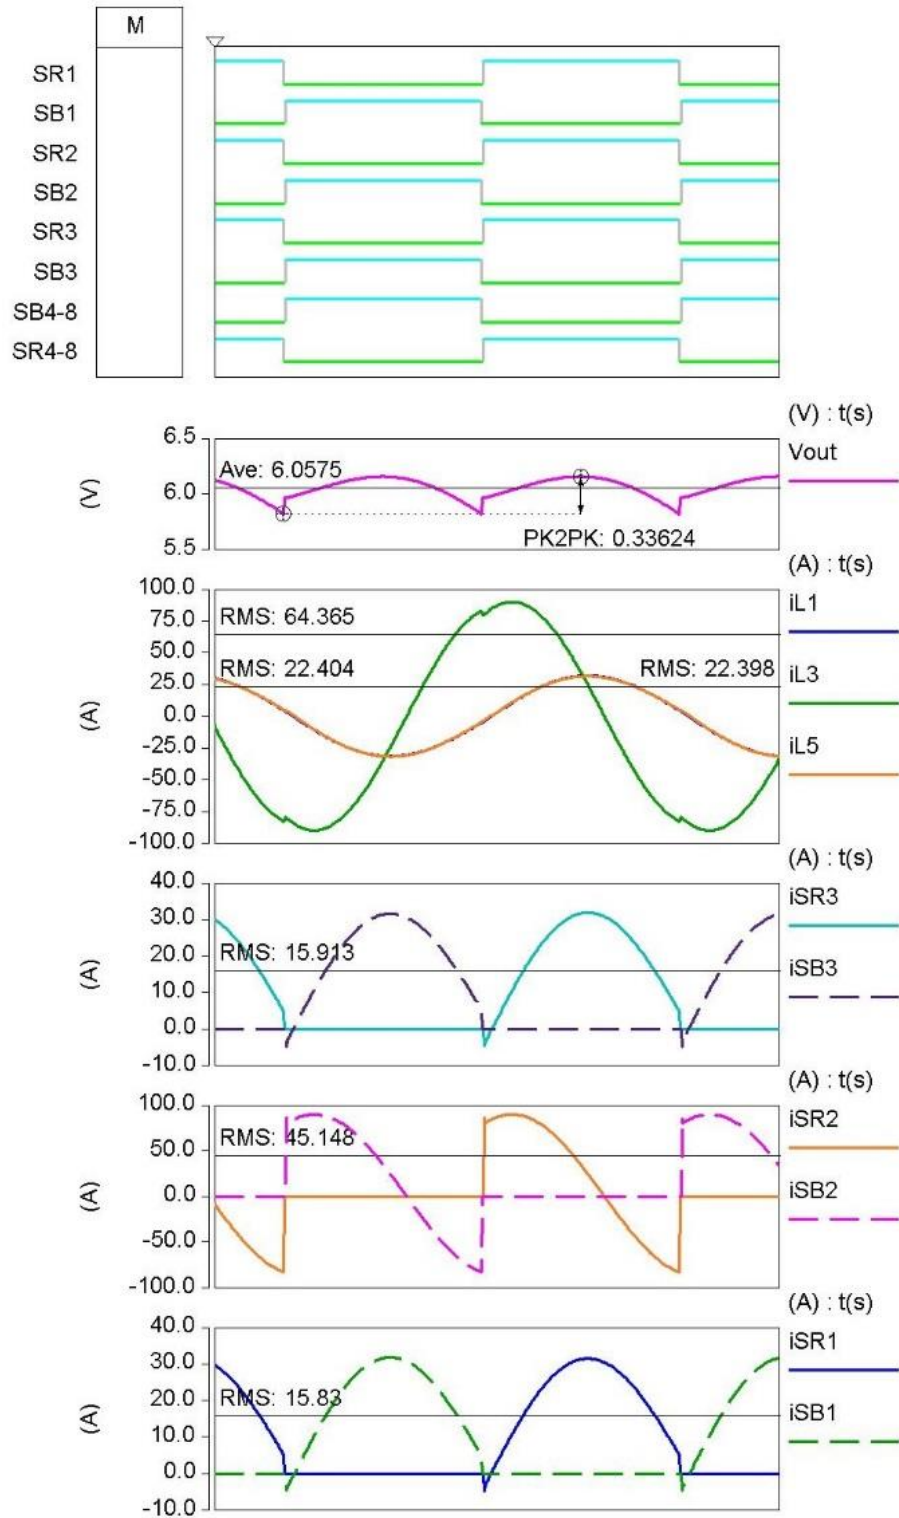 M
SR1
SB1
SR2
SB2
SR3
SB3
SB4-8
SR4-8
(V) : t(s)
Vout
(V)
6.5
6.0
5.5
Ave: 6.0575
PK2PK: 0.33624
(A) : t(s)
iL1
iL3
iL5
(A)
100.0
75.0
50.0
25.0
0.0
-25.0
-50.0
-75.0
-100.0
RMS: 64.365
RMS: 22.404
RMS: 22.398
(A) : t(s)
iSR3
iSB3
(A)
40.0
30.0
20.0
10.0
0.0
-10.0
RMS: 15.913
(A) : t(s)
iSR2
iSB2
(A)
100.0
50.0
0.0
-50.0
-100.0
RMS: 45.148
(A) : t(s)
iSR1
iSB1
(A)
40.0
30.0
20.0
10.0
0.0
-10.0
RMS: 15.83